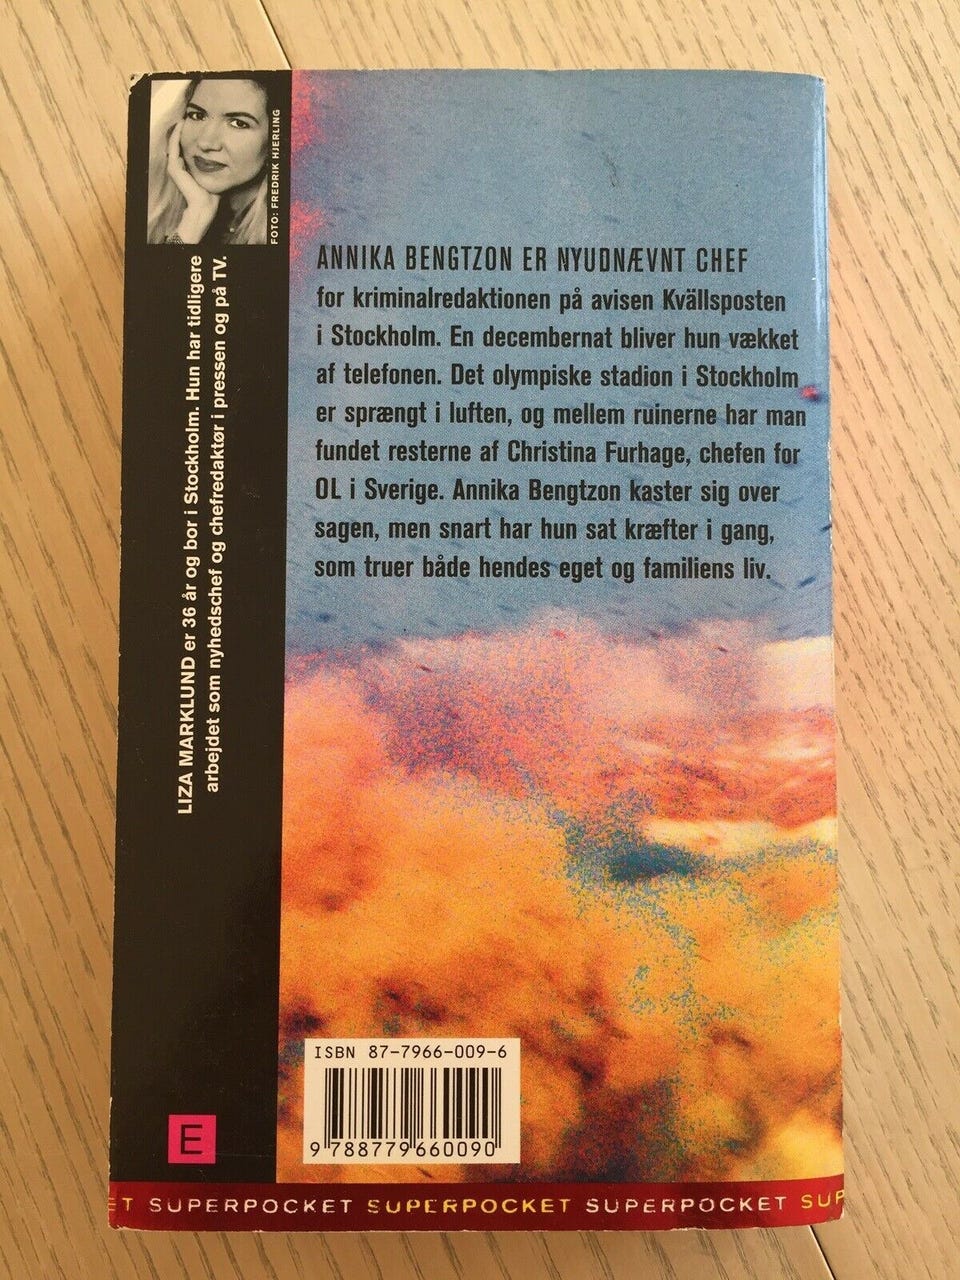 FOTO: FREDRIK HJERLING
LIZA MARKLUND er 36 år og bor i Stockholm. Hun har tidligere
arbejdet som nyhedschef og chefredaktør i pressen og på TV.
ANNIKA BENGTZON ER NYUDNÆVNT CHEF
for kriminalredaktionen på avisen Kvällsposten
i Stockholm. En decembernat bliver hun vækket
af telefonen. Det olympiske stadion i Stockholm
er sprængt i luften, og mellem ruinerne har man
fundet resterne af Christina Furhage, chefen for
OL i Sverige. Annika Bengtzon kaster sig over
sagen, men snart har hun sat kræfter i gang,
som truer både hendes eget og familiens liv.
ISBN 87-7966-009-6
9 788779 660090
E
ET SUPERPOCKET SUPERPOCKET SUPERPOCKET SUP